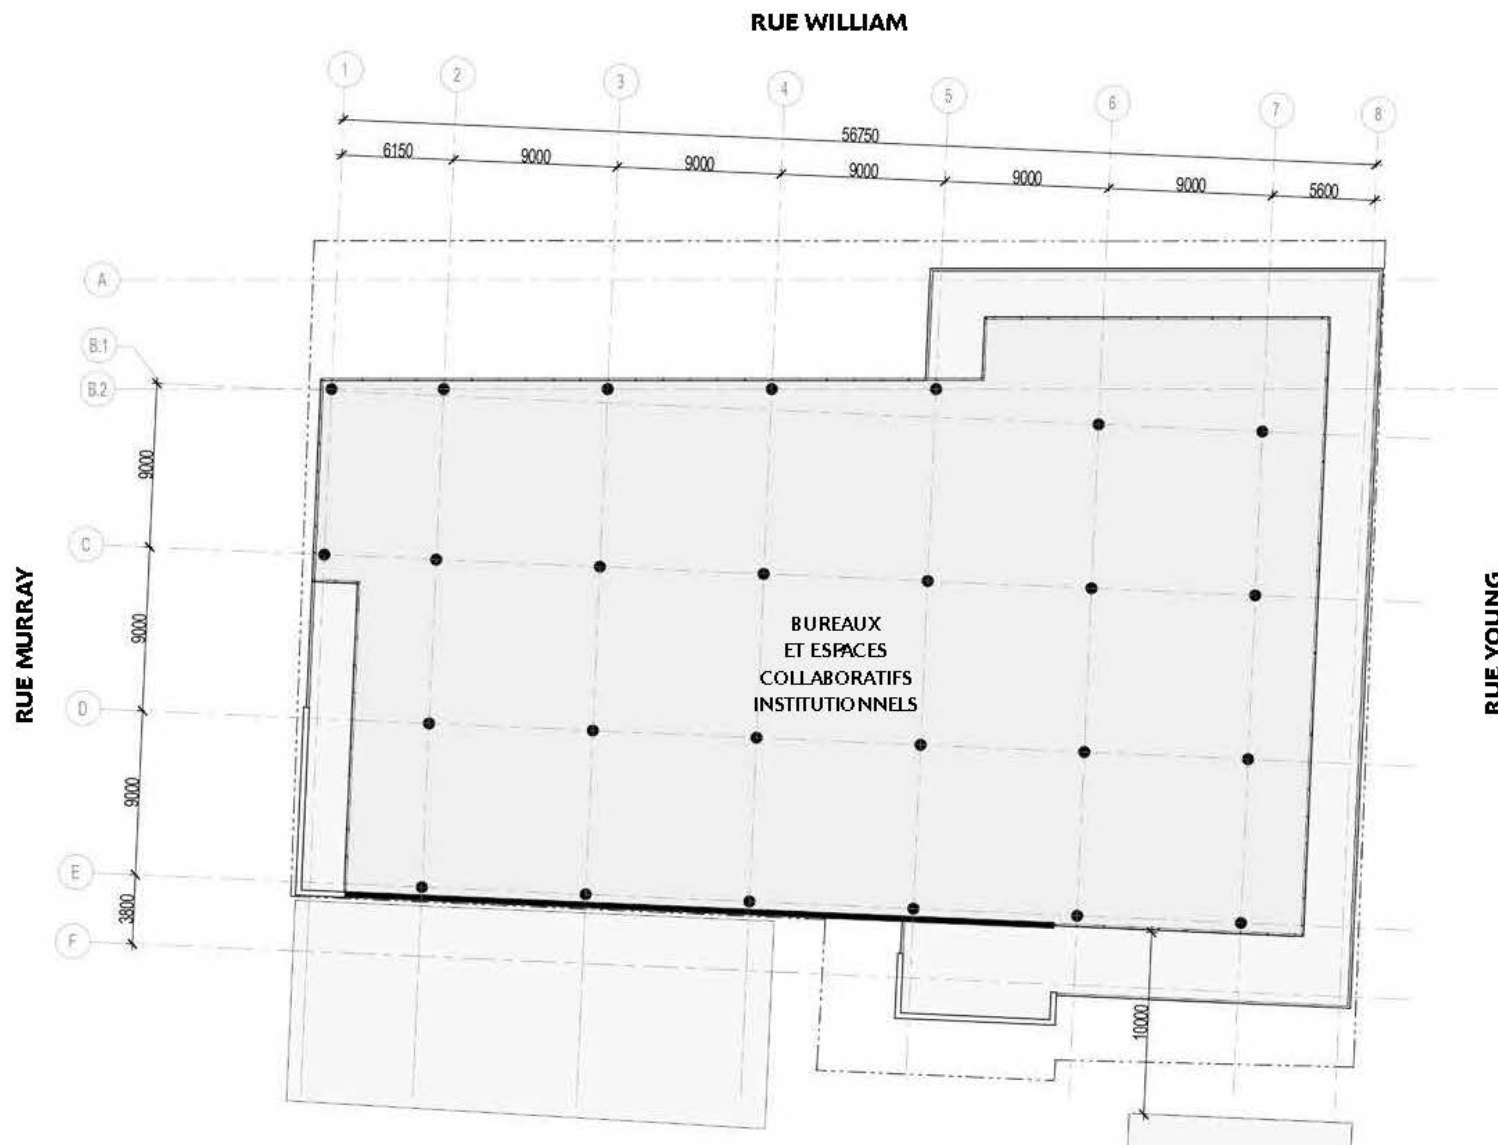 RUE WILLIAM
1
2
3
4
5
6
7
8
56750
6150
9000
9000
9000
9000
9000
5600
A
B.1
B.2
9000
C
9000
D
9000
E
3800
F
RUE MURRAY
BUREAUX
ET ESPACES
COLLABORATIFS
INSTITUTIONNELS
RUE YOUNG
10000